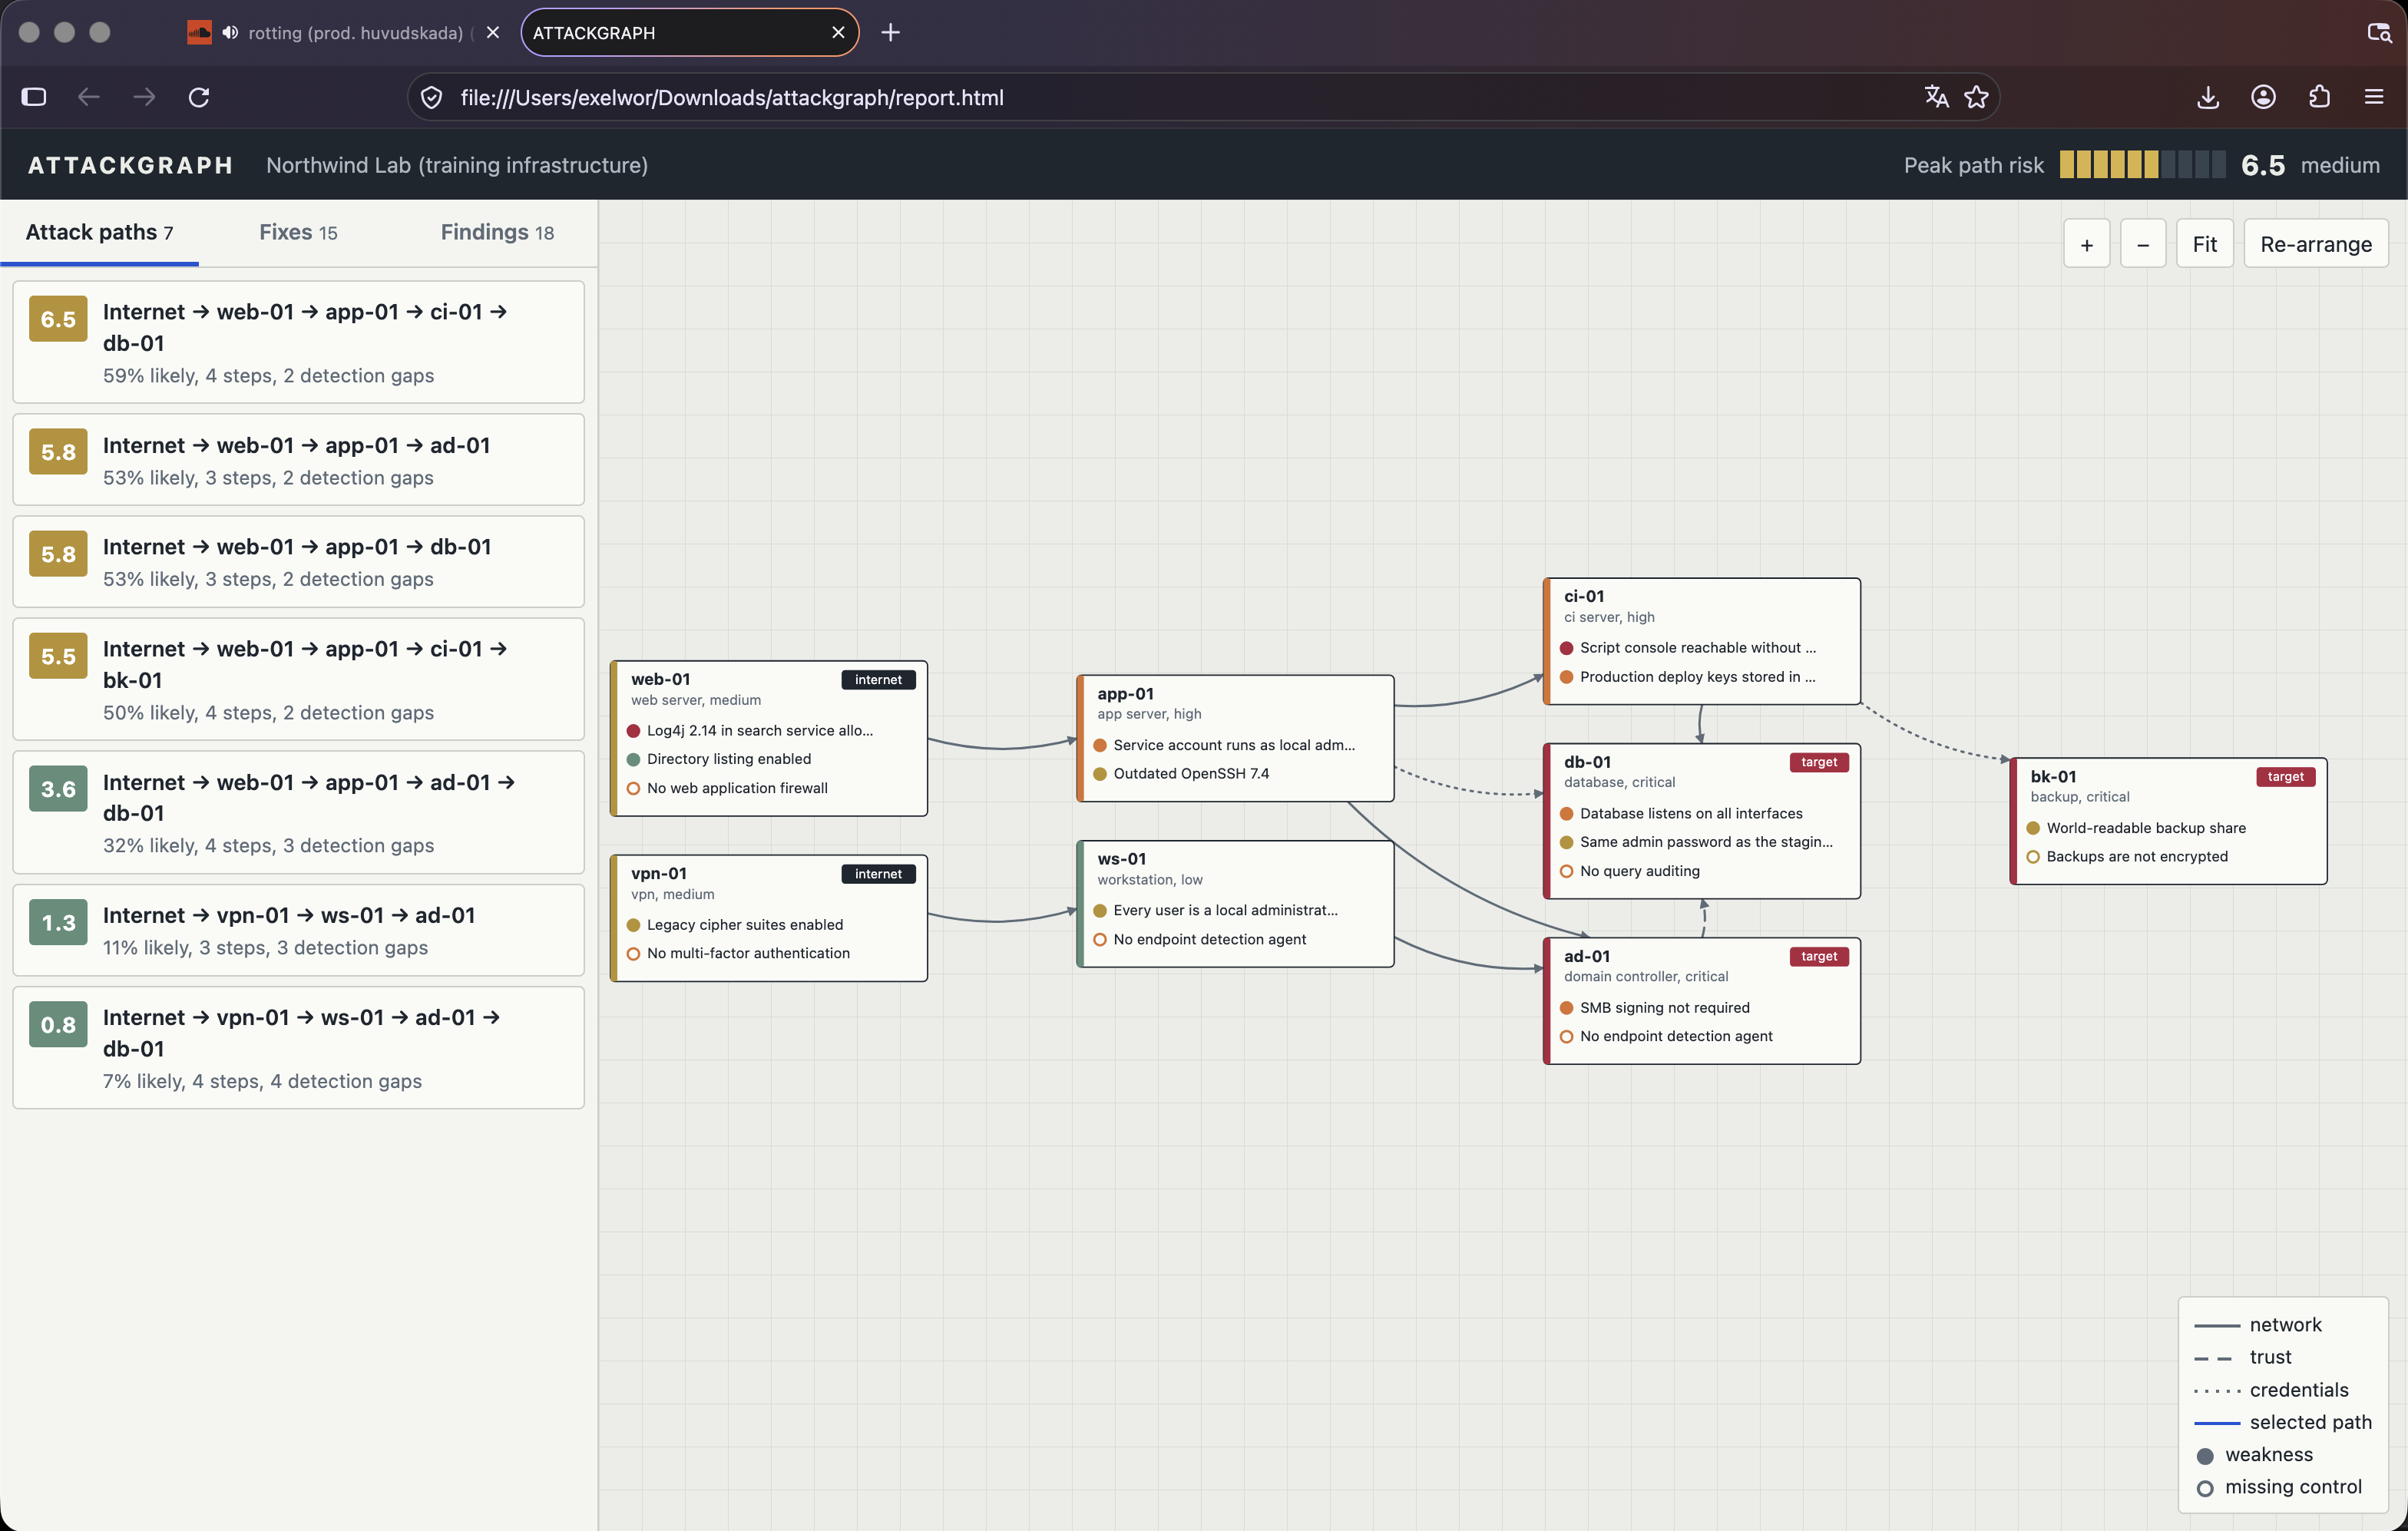 rotting (prod. huvudskada)
ATTACKGRAPH
file:///Users/exelwor/Downloads/attackgraph/report.html
ATTACKGRAPH
Northwind Lab (training infrastructure)
Peak path risk
6.5 medium
Attack paths 7
Fixes 15
Findings 18
6.5
Internet → web-01 → app-01 → ci-01 →
db-01
59% likely, 4 steps, 2 detection gaps
5.8
Internet → web-01 → app-01 → ad-01
53% likely, 3 steps, 2 detection gaps
5.8
Internet → web-01 → app-01 → db-01
53% likely, 3 steps, 2 detection gaps
5.5
Internet → web-01 → app-01 → ci-01 →
bk-01
50% likely, 4 steps, 2 detection gaps
3.6
Internet → web-01 → app-01 → ad-01 →
db-01
32% likely, 4 steps, 3 detection gaps
1.3
Internet → vpn-01 → ws-01 → ad-01
11% likely, 3 steps, 3 detection gaps
0.8
Internet → vpn-01 → ws-01 → ad-01 →
db-01
7% likely, 4 steps, 4 detection gaps
+
−
Fit
Re-arrange
web-01
internet
web server, medium
Log4j 2.14 in search service allo...
Directory listing enabled
No web application firewall
vpn-01
internet
vpn, medium
Legacy cipher suites enabled
No multi-factor authentication
app-01
app server, high
Service account runs as local adm...
Outdated OpenSSH 7.4
ws-01
workstation, low
Every user is a local administrat...
No endpoint detection agent
ci-01
ci server, high
Script console reachable without ...
Production deploy keys stored in ...
db-01
target
database, critical
Database listens on all interfaces
Same admin password as the stagin...
No query auditing
ad-01
target
domain controller, critical
SMB signing not required
No endpoint detection agent
bk-01
target
backup, critical
World-readable backup share
Backups are not encrypted
network
trust
credentials
selected path
weakness
missing control